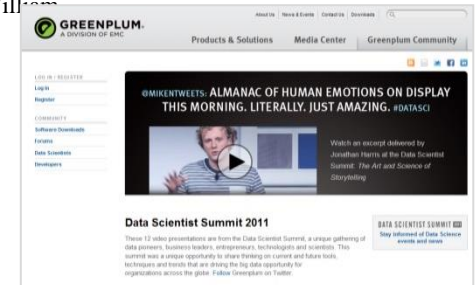 illiam
GREENPLUM.
A DIVISION OF EMC
About Us News & Events Contact Us Downloads
Products & Solutions Media Center Greenplum Community
LOG IN / REGISTER
Log in
Register
COMMUNITY
Software Downloads
Forums
Data Scientists
Developers
@MIKENTWEETS: ALMANAC OF HUMAN EMOTIONS ON DISPLAY
THIS MORNING. LITERALLY. JUST AMAZING. #DATASCI
Watch an excerpt delivered by
Jonathan Harris at the Data Scientist
Summit: The Art and Science of
Storytelling
Data Scientist Summit 2011
These 12 video presentations are from the Data Scientist Summit, a unique gathering of
data pioneers, business leaders, entrepreneurs, technologists and scientists. This
summit was a unique opportunity to share thinking on current and future tools,
techniques and trends that are driving the big data opportunity for
organizations across the globe. Follow Greenplum on Twitter.
DATA SCIENTIST SUMMIT
Stay informed of Data Science
events and news